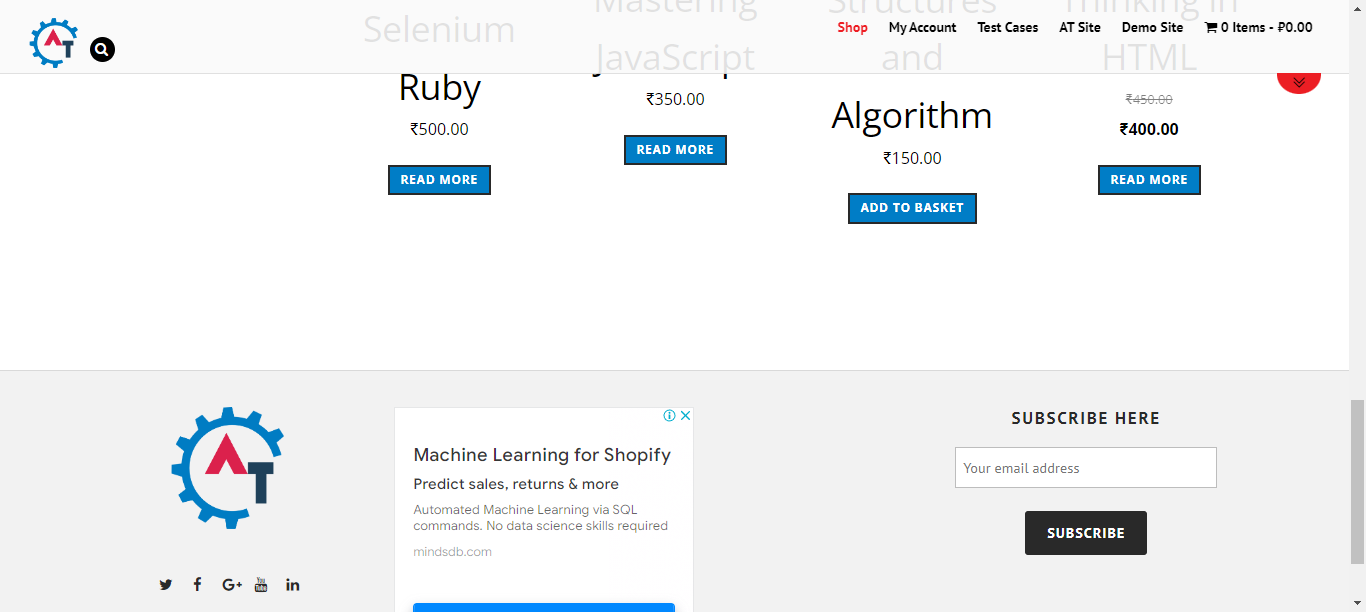 AT
Shop
My Account
Test Cases
AT Site
Demo Site
0 Items - ₽0.00
Selenium
Ruby
₹500.00
READ MORE
Mastering
JavaScript
₹350.00
READ MORE
Structures
and
Algorithm
₹150.00
ADD TO BASKET
Thinking in
HTML
₹450.00
₹400.00
READ MORE
AT
Machine Learning for Shopify
Predict sales, returns & more
Automated Machine Learning via SQL
commands. No data science skills required
mindsdb.com
SUBSCRIBE HERE
Your email address
SUBSCRIBE